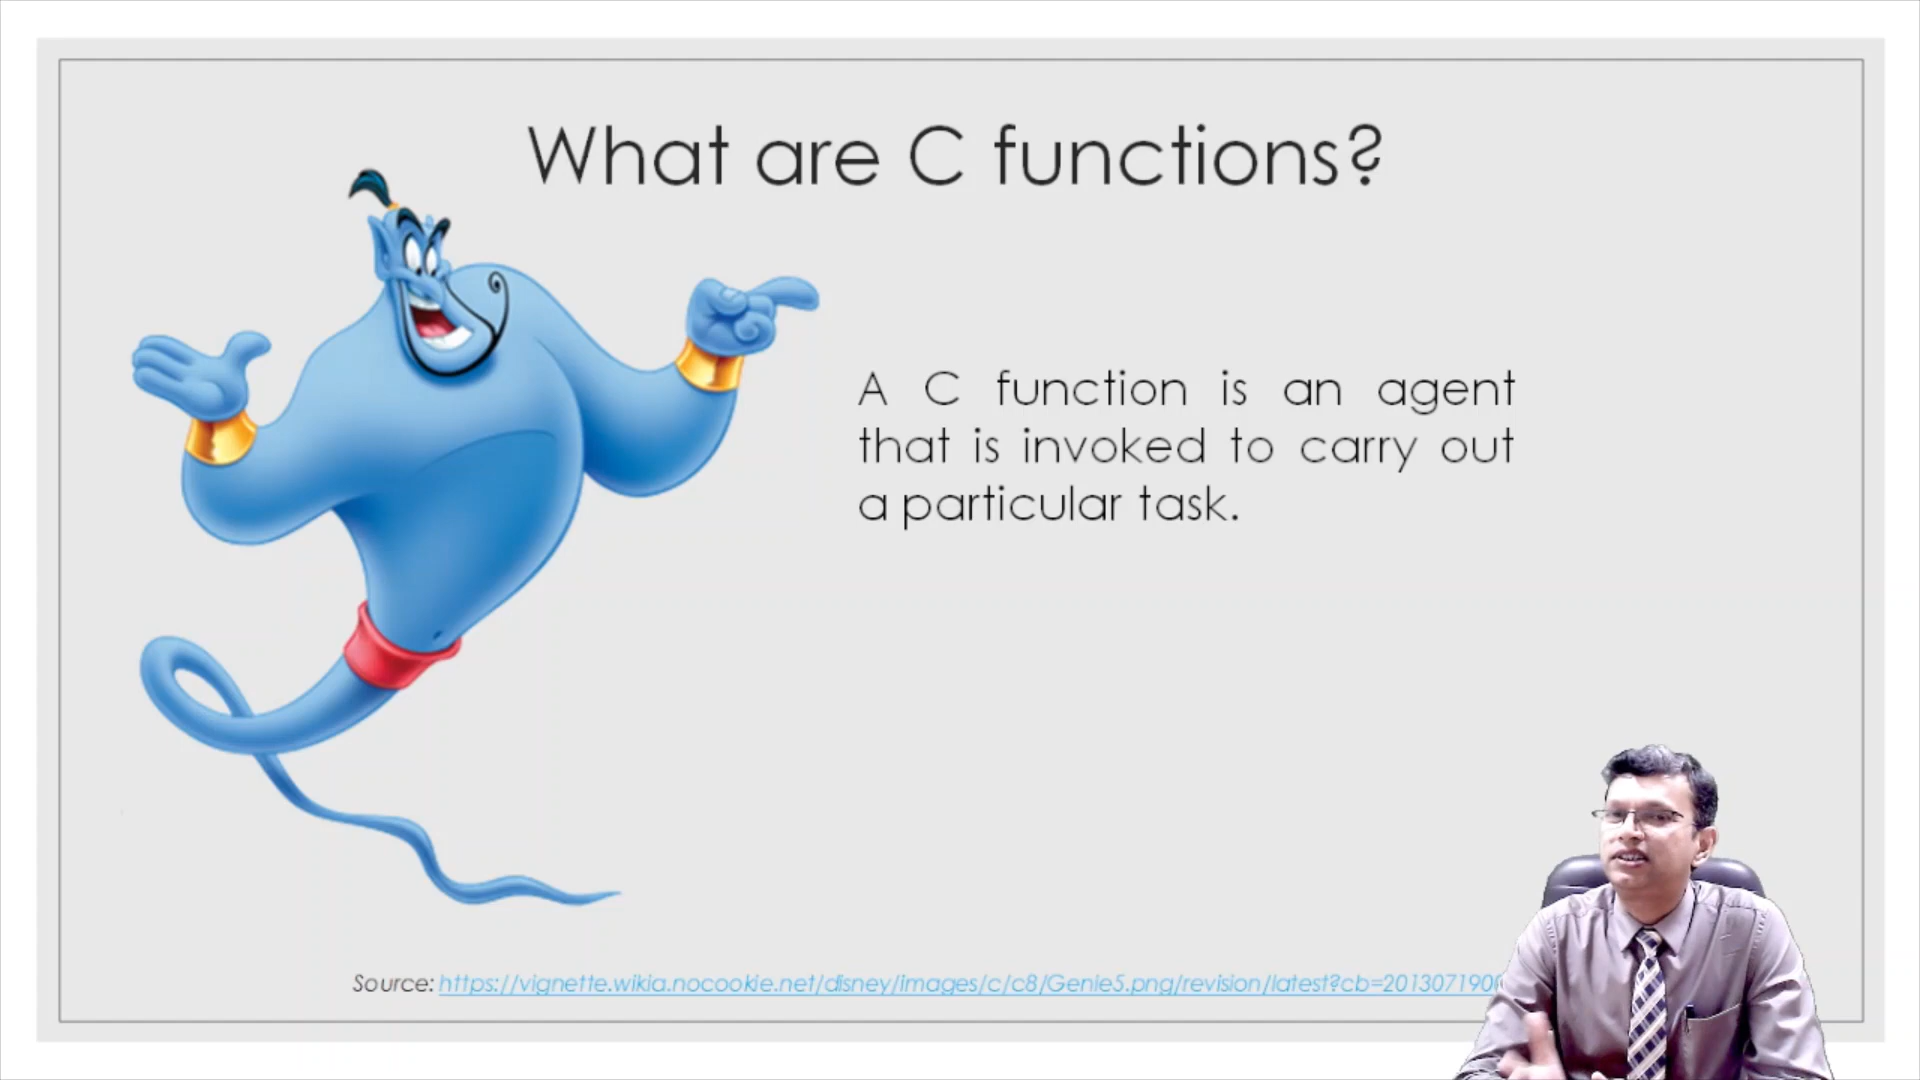 What are C functions?
A C function is an agent
that is invoked to carry out
a particular task.
Source: https://vignette.wikia.nocookie.net/disney/images/c/c8/Genie5.png/revision/latest?cb=201307190